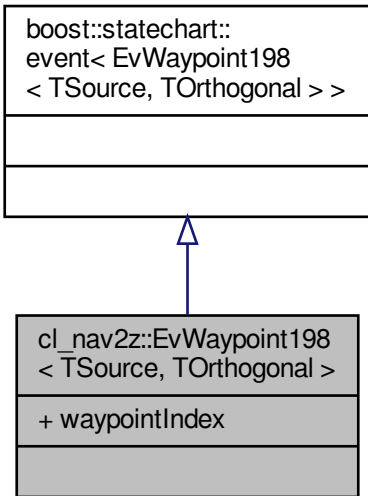 boost::statechart::
event< EvWaypoint198
< TSource, TOrthogonal > >
cl_nav2z::EvWaypoint198
< TSource, TOrthogonal >
+ waypointIndex